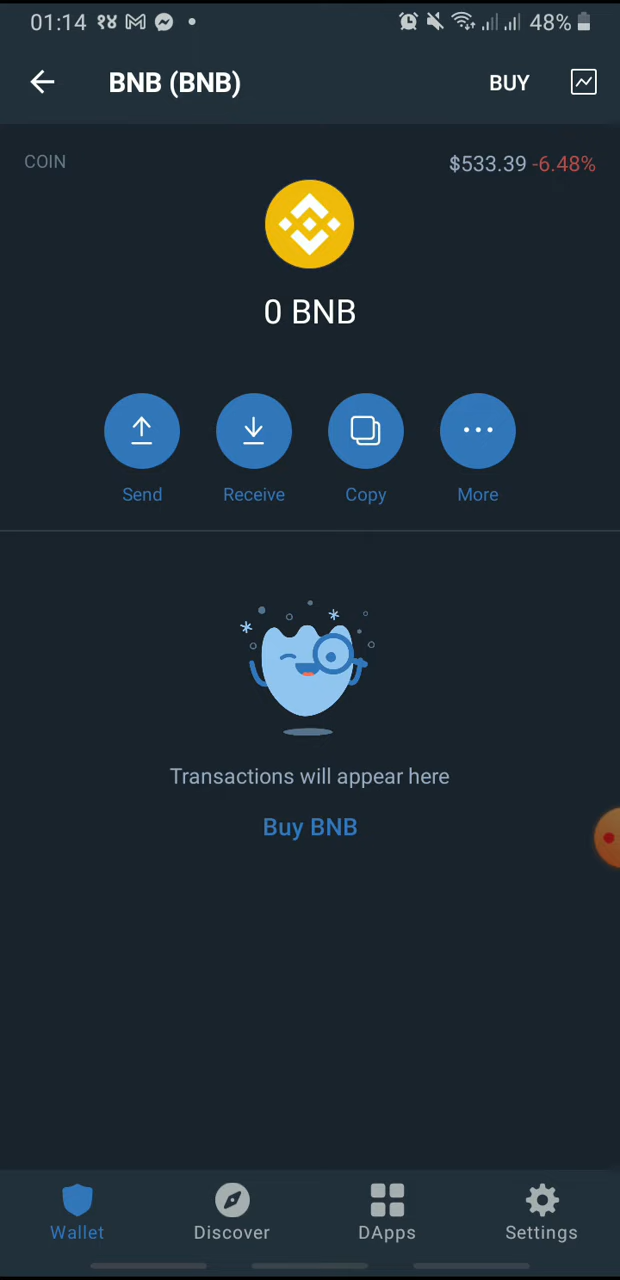 01:14 १४ 48%
BNB (BNB) BUY
COIN $533.39 -6.48%
0 BNB
Send Receive Copy More
Transactions will appear here
Buy BNB
Wallet Discover DApps Settings